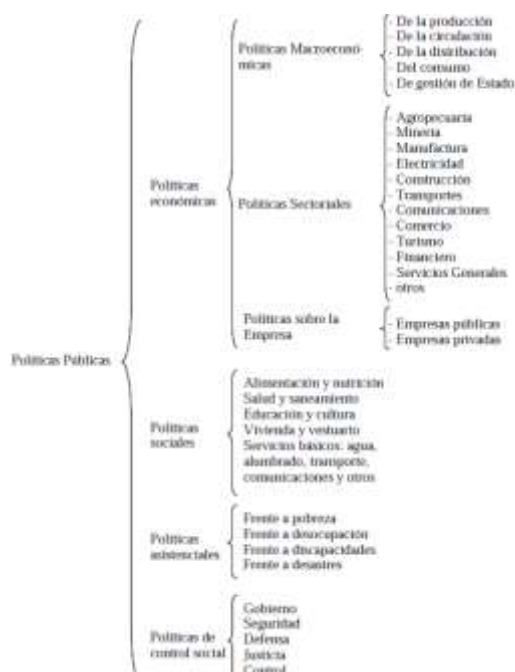 Políticas Públicas
Políticas
económicas
Políticas Macroeconó-
micas
- De la producción
- De la circulación
- De la distribución
- Del consumo
- De gestión de Estado
Políticas Sectoriales
- Agropecuaria
- Minería
- Manufactura
- Electricidad
- Construcción
- Transportes
- Comunicaciones
- Comercio
- Turismo
- Financiero
- Servicios Generales
- otros
Políticas sobre la
Empresa
- Empresas públicas
- Empresas privadas
Políticas
sociales
Alimentación y nutrición
Salud y saneamiento
Educación y cultura
Vivienda y vestuario
Servicios básicos: agua,
alumbrado, transporte,
comunicaciones y otros
Políticas
asistenciales
Frente a pobreza
Frente a desocupación
Frente a discapacidades
Frente a desastres
Políticas de
control social
Gobierno
Seguridad
Defensa
Justicia
Control